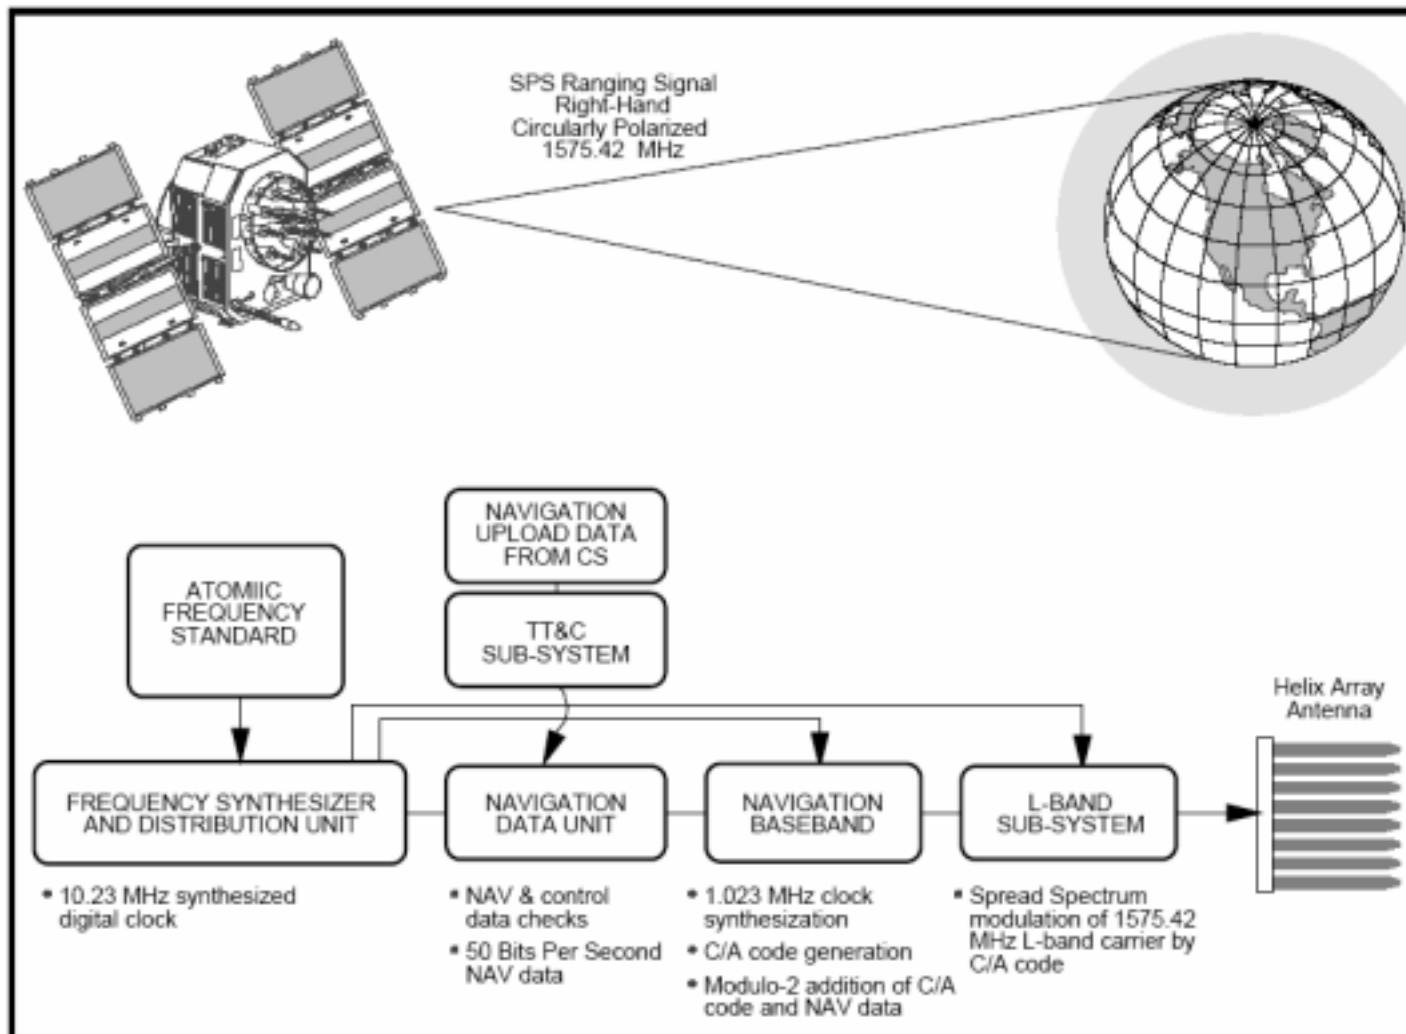 SPS Ranging Signal
Right-Hand
Circularly Polarized
1575.42 MHz
NAVIGATION
UPLOAD DATA
FROM CS
ATOMIIC
FREQUENCY
STANDARD
TT&C
SUB-SYSTEM
Helix Array
Antenna
FREQUENCY SYNTHESIZER
AND DISTRIBUTION UNIT
NAVIGATION
DATA UNIT
NAVIGATION
BASEBAND
L-BAND
SUB-SYSTEM
• 10.23 MHz synthesized
digital clock
• NAV & control
data checks
• 50 Bits Per Second
NAV data
• 1.023 MHz clock
synthesization
• C/A code generation
• Modulo-2 addition of C/A
code and NAV data
• Spread Spectrum
modulation of 1575.42
MHz L-band carrier by
C/A code